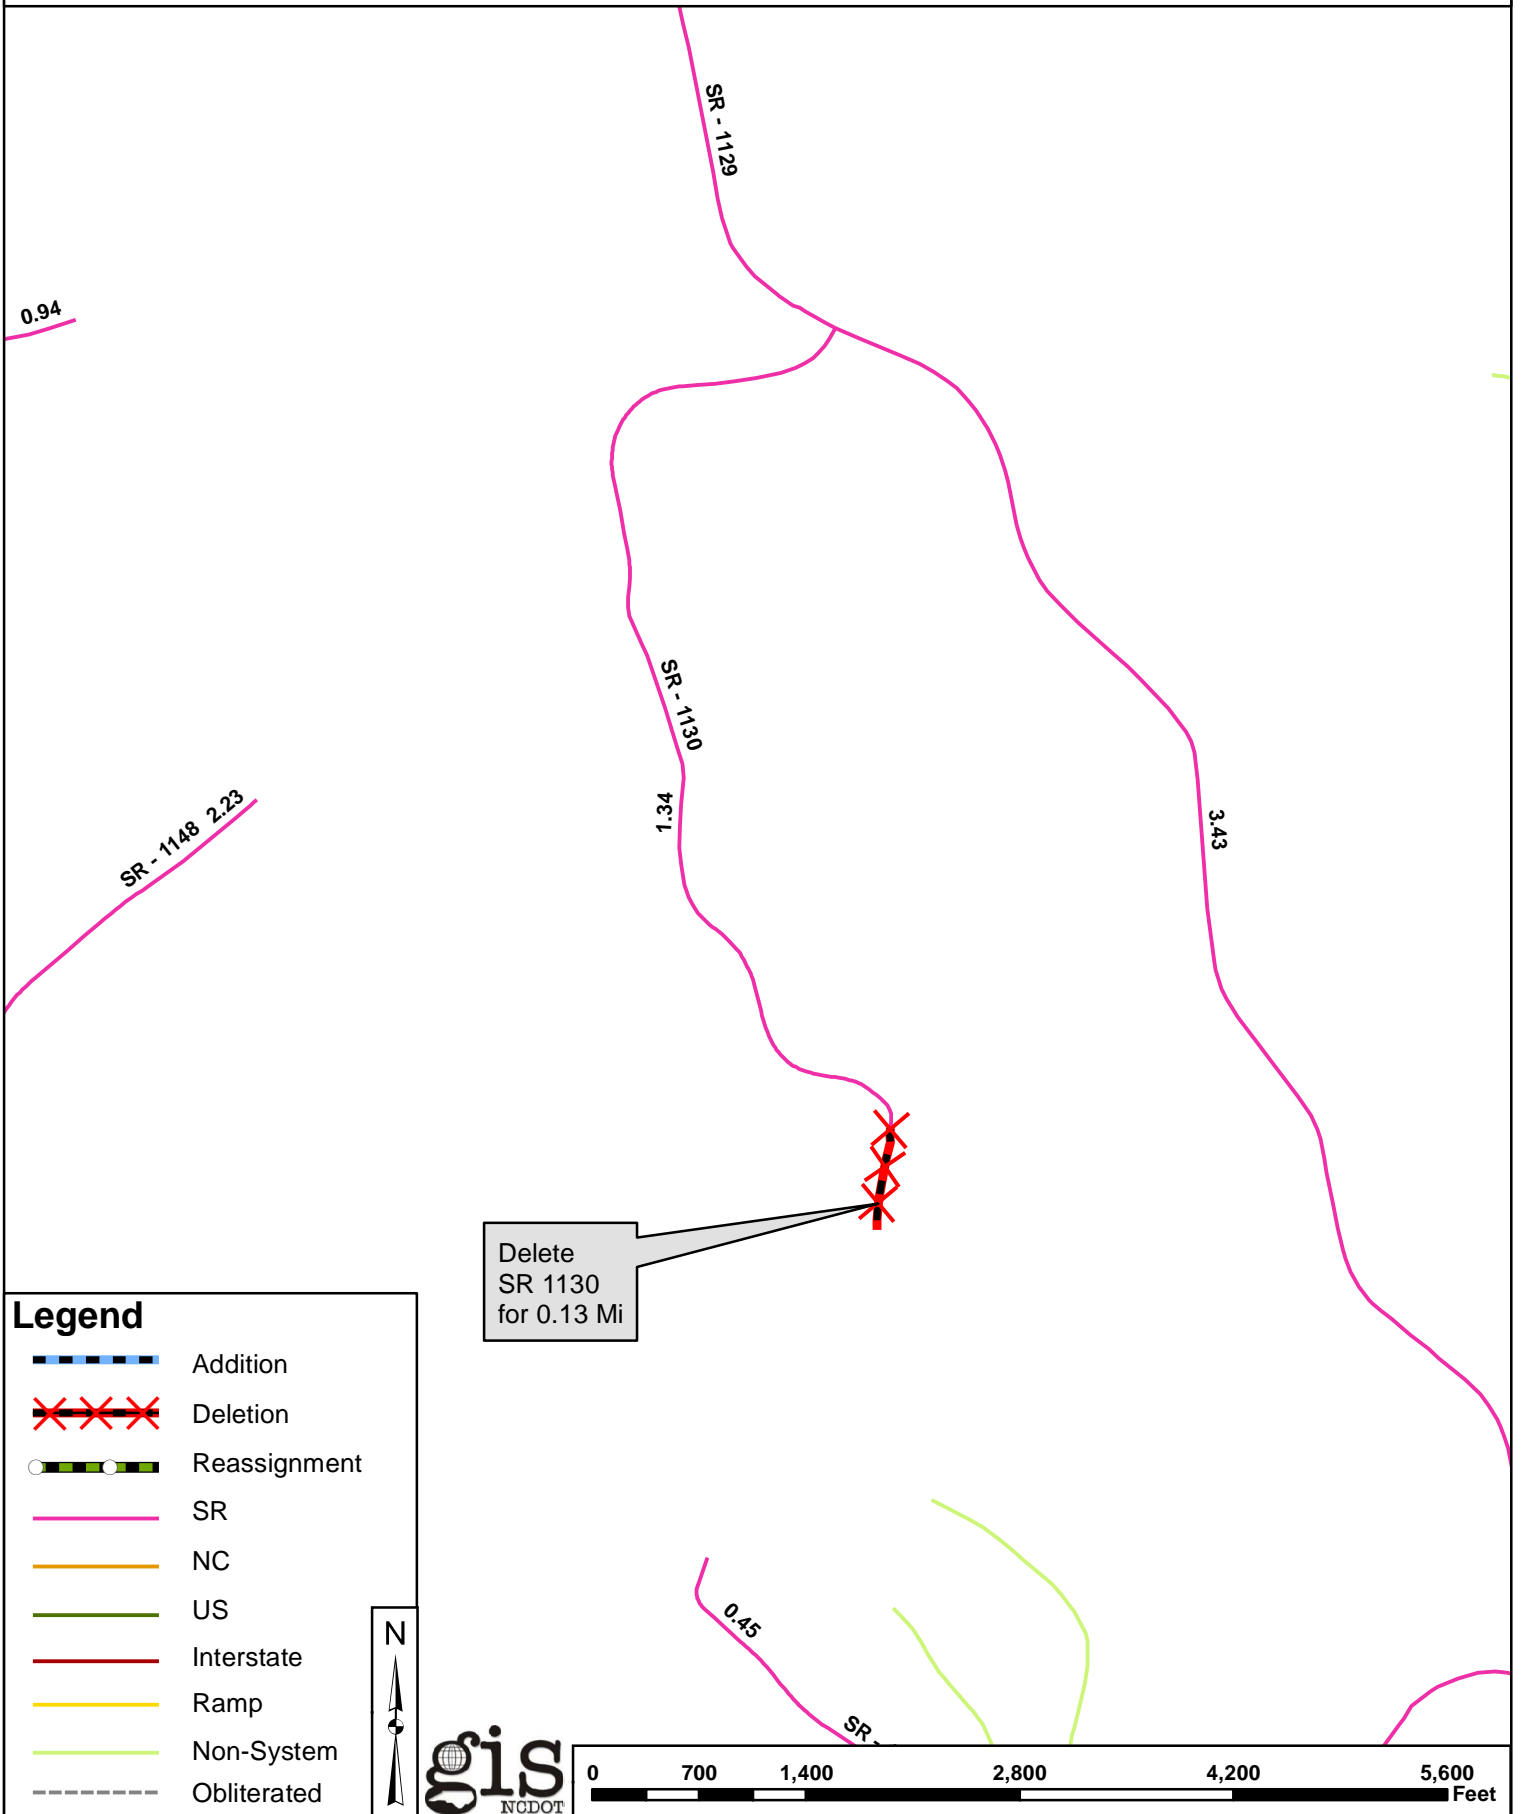 SR - 1129
0.94
SR - 1130
1.34
3.43
SR - 1148 2.23
Delete
SR 1130
for 0.13 Mi
Legend
Addition
Deletion
Reassignment
SR
NC
US
Interstate
Ramp
Non-System
Obliterated
N
gis
NCDOT
0.45
SR -
0 700 1,400 2,800 4,200 5,600
Feet